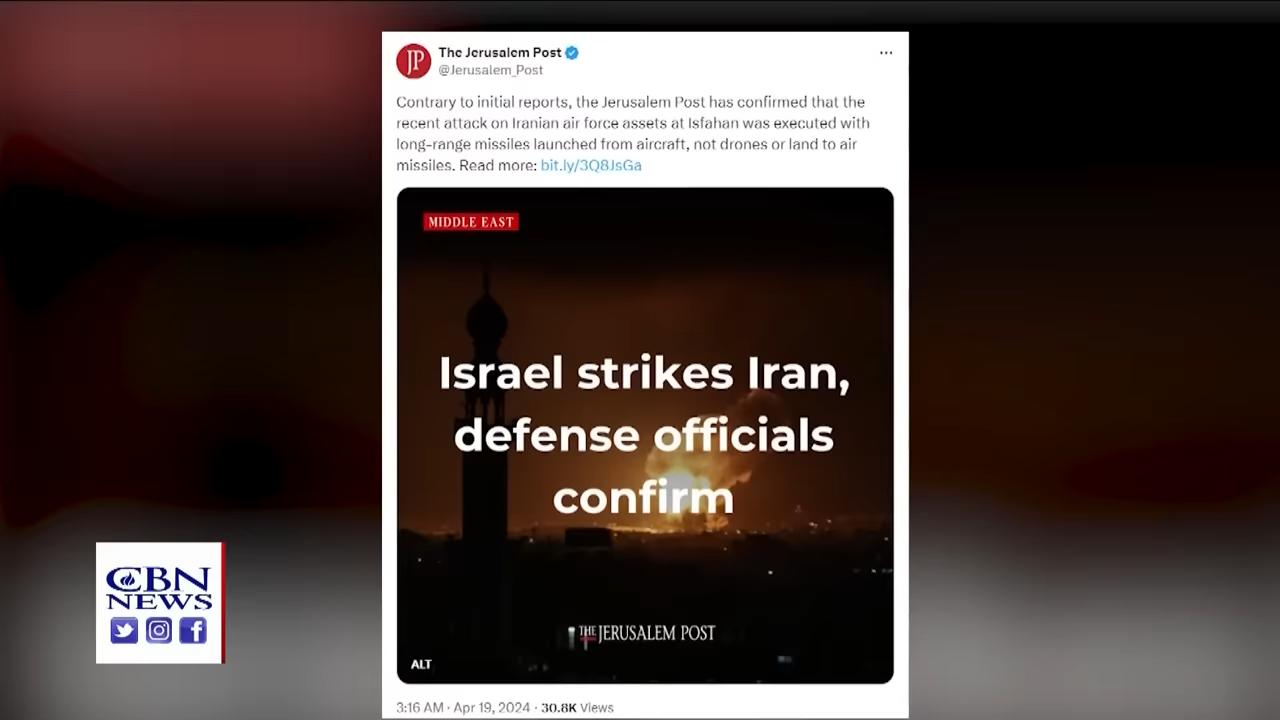 JP
The Jerusalem Post
@Jerusalem_Post
Contrary to initial reports, the Jerusalem Post has confirmed that the
recent attack on Iranian air force assets at Isfahan was executed with
long-range missiles launched from aircraft, not drones or land to air
missiles. Read more: bit.ly/3Q8JsGa
MIDDLE EAST
Israel strikes Iran,
defense officials
confirm
THE JERUSALEM POST
ALT
3:16 AM · Apr 19, 2024 · 30.8K Views
CBN
NEWS